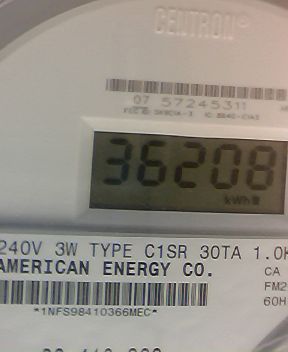 CENTRON®
07 57245311
36208
kWh
240V 3W TYPE C1SR 30TA 1.0K
AMERICAN ENERGY CO.
CA
FM2
60H
*1NFS98410366MEC*